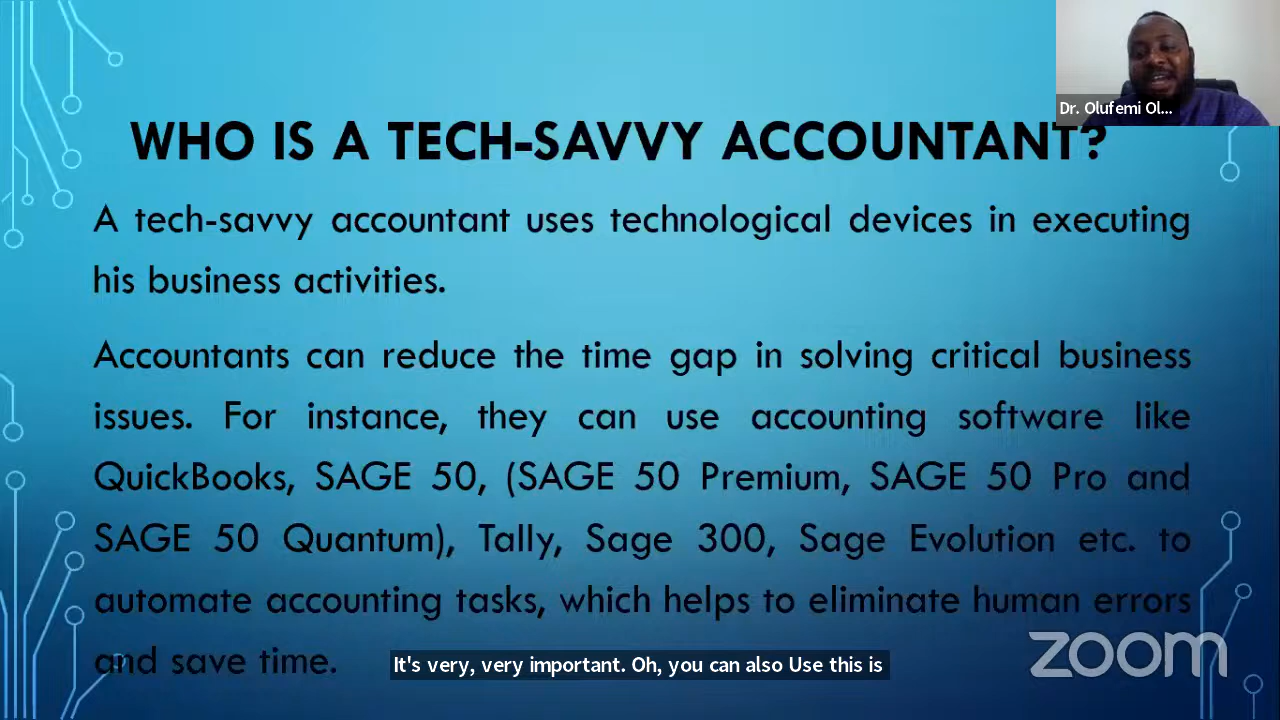 Dr. Olufemi Ol...
WHO IS A TECH-SAVVY ACCOUNTANT?
A tech-savvy accountant uses technological devices in executing
his business activities.
Accountants can reduce the time gap in solving critical business
issues. For instance, they can use accounting software like
QuickBooks, SAGE 50, (SAGE 50 Premium, SAGE 50 Pro and
SAGE 50 Quantum), Tally, Sage 300, Sage Evolution etc. to
automate accounting tasks, which helps to eliminate human errors
and save time.
It's very, very important. Oh, you can also Use this is
zoom